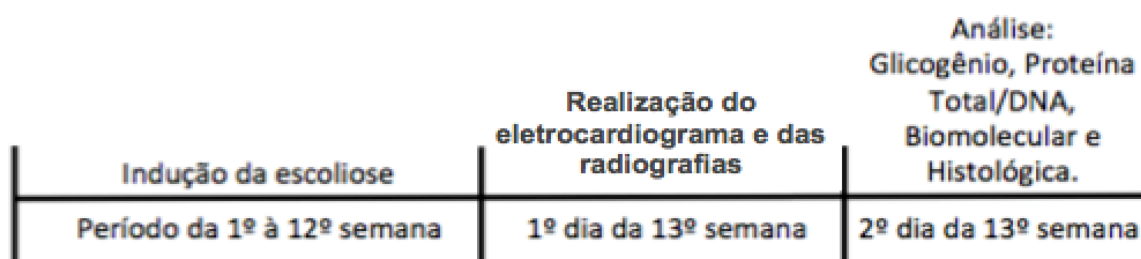 Indução da escoliose
Realização do
eletrocardiograma e das
radiografias
Análise:
Glicogênio, Proteína
Total/DNA,
Biomolecular e
Histológica.
Período da 1º à 12º semana
1º dia da 13º semana
2º dia da 13º semana